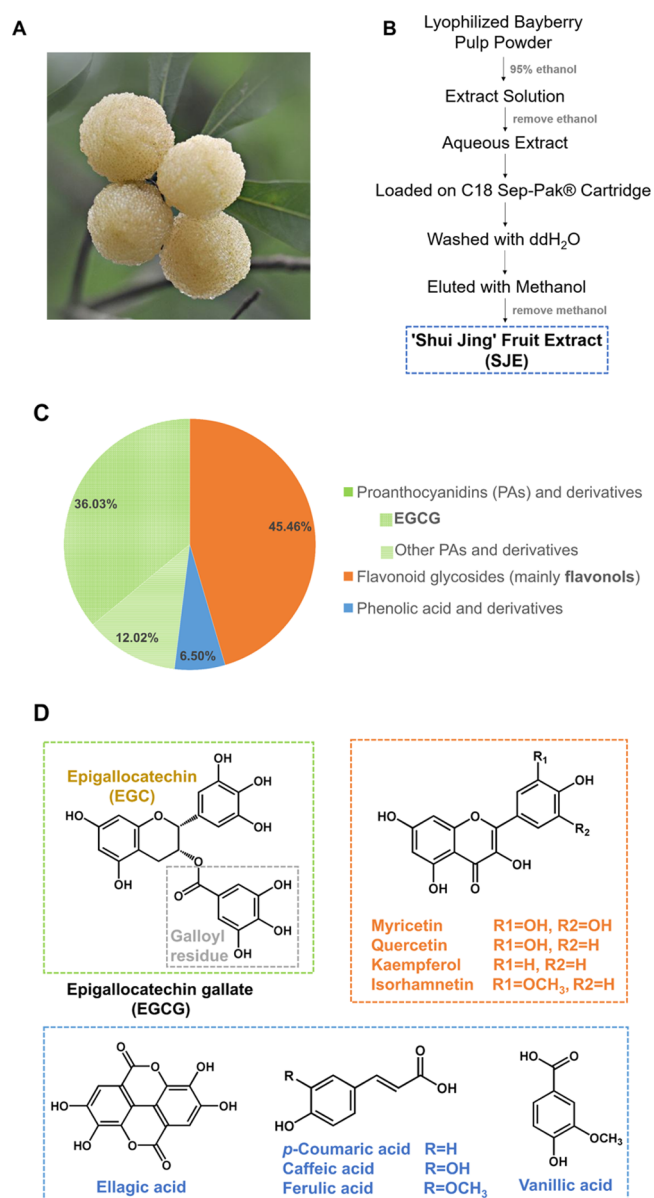 A
B
Lyophilized Bayberry
Pulp Powder
95% ethanol
Extract Solution
remove ethanol
Aqueous Extract
Loaded on C18 Sep-Pak® Cartridge
Washed with ddH₂O
Eluted with Methanol
remove methanol
'Shui Jing' Fruit Extract
(SJE)
C
36.03%
45.46%
12.02%
6.50%
Proanthocyanidins (PAs) and derivatives
EGCG
Other PAs and derivatives
Flavonoid glycosides (mainly flavonols)
Phenolic acid and derivatives
D
Epigallocatechin
(EGC)
OH
OH
OH
HO
O
OH
O
O
OH
OH
OH
Galloyl
residue
Epigallocatechin gallate
(EGCG)
R₁
OH
R₂
HO
O
OH
OH
O
Myricetin R1=OH, R2=OH
Quercetin R1=OH, R2=H
Kaempferol R1=H, R2=H
Isorhamnetin R1=OCH₃, R2=H
O
O
OH
HO
OH
HO
O
O
Ellagic acid
R
O
OH
HO
p-Coumaric acid R=H
Caffeic acid R=OH
Ferulic acid R=OCH₃
HO
O
OCH₃
OH
Vanillic acid